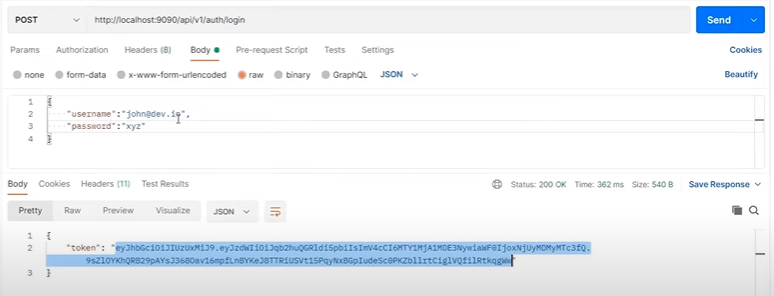 POST http://localhost:9090/api/v1/auth/login Send
Params Authorization Headers (8) Body Pre-request Script Tests Settings Cookies
none form-data x-www-form-urlencoded raw binary GraphQL JSON Beautify
1 {
2 "username":"john@dev.in",
3 "password":"xyz"
4 }
Body Cookies Headers (11) Test Results Status: 200 OK Time: 362 ms Size: 540 B Save Response
Pretty Raw Preview Visualize JSON
1 {
2 "token": "eyJhbGciOiJIUzUxMiJ9.eyJzdWIiOiJqb2huQGRldi5pbiIsImV4cCI6MTY1MjA1MDE3NywiaWF0IjoxNjUyMDMyMTc3fQ.
3 }